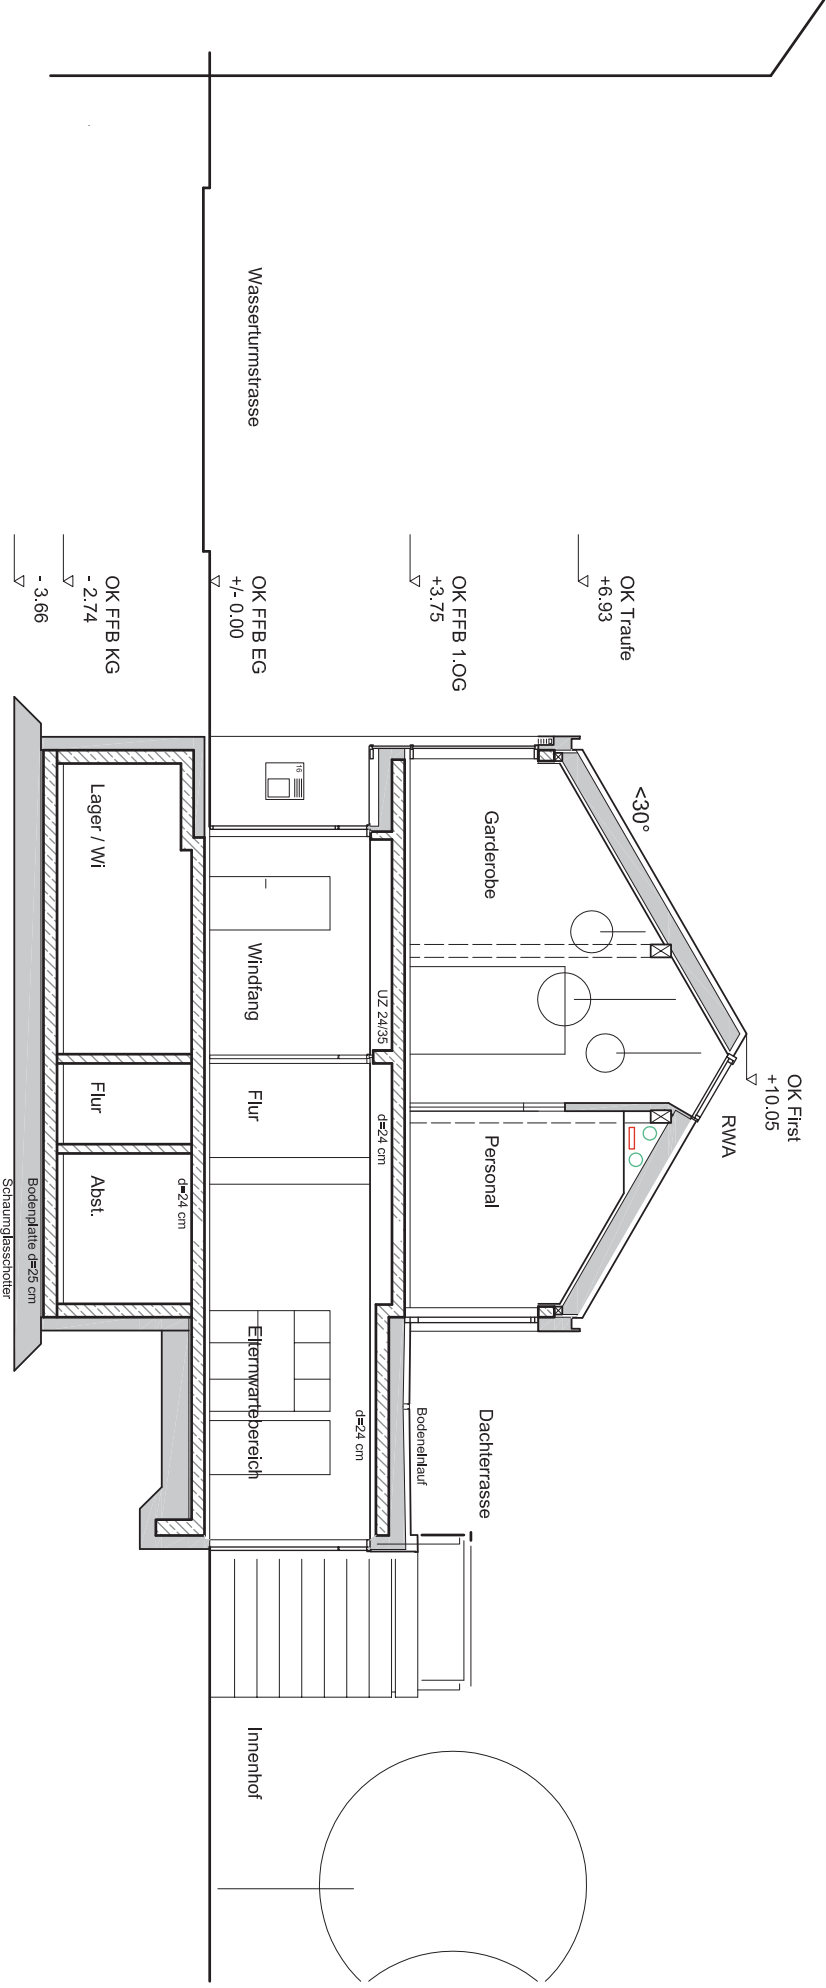 OK First
+10.05
RWA
<30°
OK Traufe
+6.93
Garderobe
Personal
Dachterrasse
OK FFB 1.OG
+3.75
Bodeneinlauf
UZ 24/35
d=24 cm
d=24 cm
16
Wasserturmstrasse
OK FFB EG
+/- 0.00
Windfang
Flur
Elternwartebereich
Innenhof
d=24 cm
OK FFB KG
- 2.74
Lager / Wi
Flur
Abst.
- 3.66
Bodenplatte d=25 cm
Schaumglasschotter